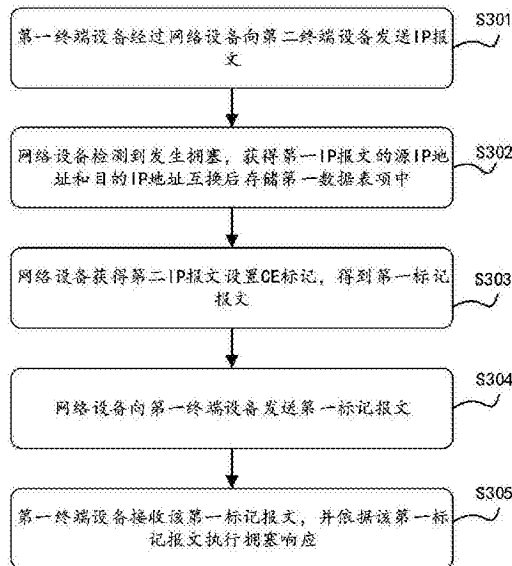 S301
第一终端设备经过网络设备向第二终端设备发送IP报
文
S302
网络设备检测到发生拥塞，获得第一IP报文的源IP地
址和目的IP地址互换后存储第一数据表项中
S303
网络设备获得第二IP报文设置CE标记，得到第一标记
报文
S304
网络设备向第一终端设备发送第一标记报文
S305
第一终端设备接收该第一标记报文，并依据该第一标
记报文执行拥塞响应